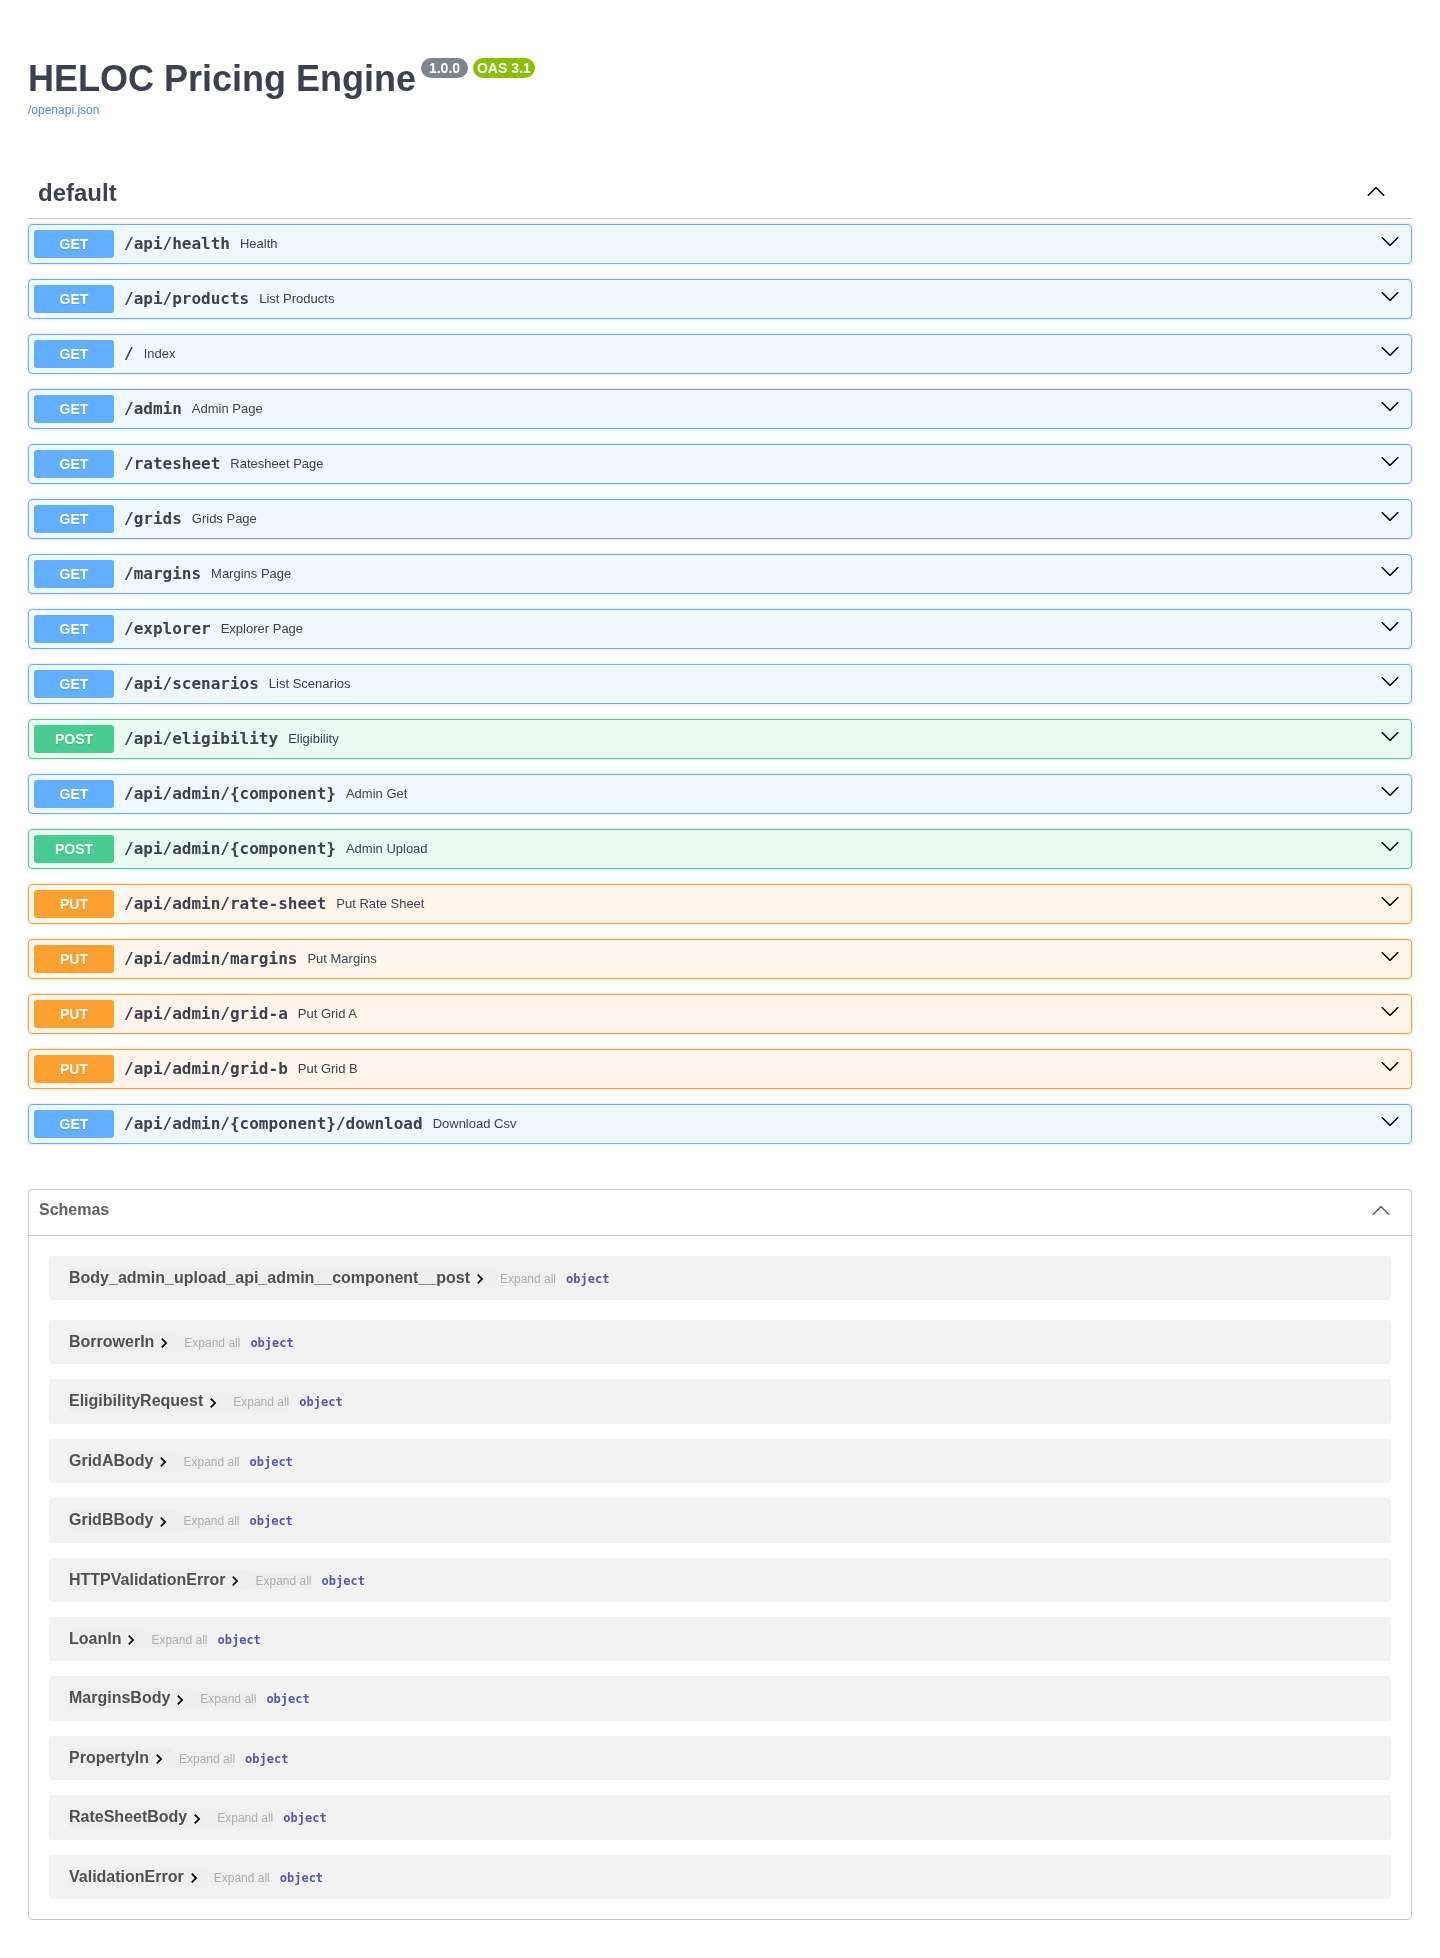 HELOC Pricing Engine 1.0.0 OAS 3.1
/openapi.json
default
GET /api/health Health
GET /api/products List Products
GET / Index
GET /admin Admin Page
GET /ratesheet Ratesheet Page
GET /grids Grids Page
GET /margins Margins Page
GET /explorer Explorer Page
GET /api/scenarios List Scenarios
POST /api/eligibility Eligibility
GET /api/admin/{component} Admin Get
POST /api/admin/{component} Admin Upload
PUT /api/admin/rate-sheet Put Rate Sheet
PUT /api/admin/margins Put Margins
PUT /api/admin/grid-a Put Grid A
PUT /api/admin/grid-b Put Grid B
GET /api/admin/{component}/download Download Csv
Schemas
Body_admin_upload_api_admin__component__post Expand all object
BorrowerIn Expand all object
EligibilityRequest Expand all object
GridABody Expand all object
GridBBody Expand all object
HTTPValidationError Expand all object
LoanIn Expand all object
MarginsBody Expand all object
PropertyIn Expand all object
RateSheetBody Expand all object
ValidationError Expand all object